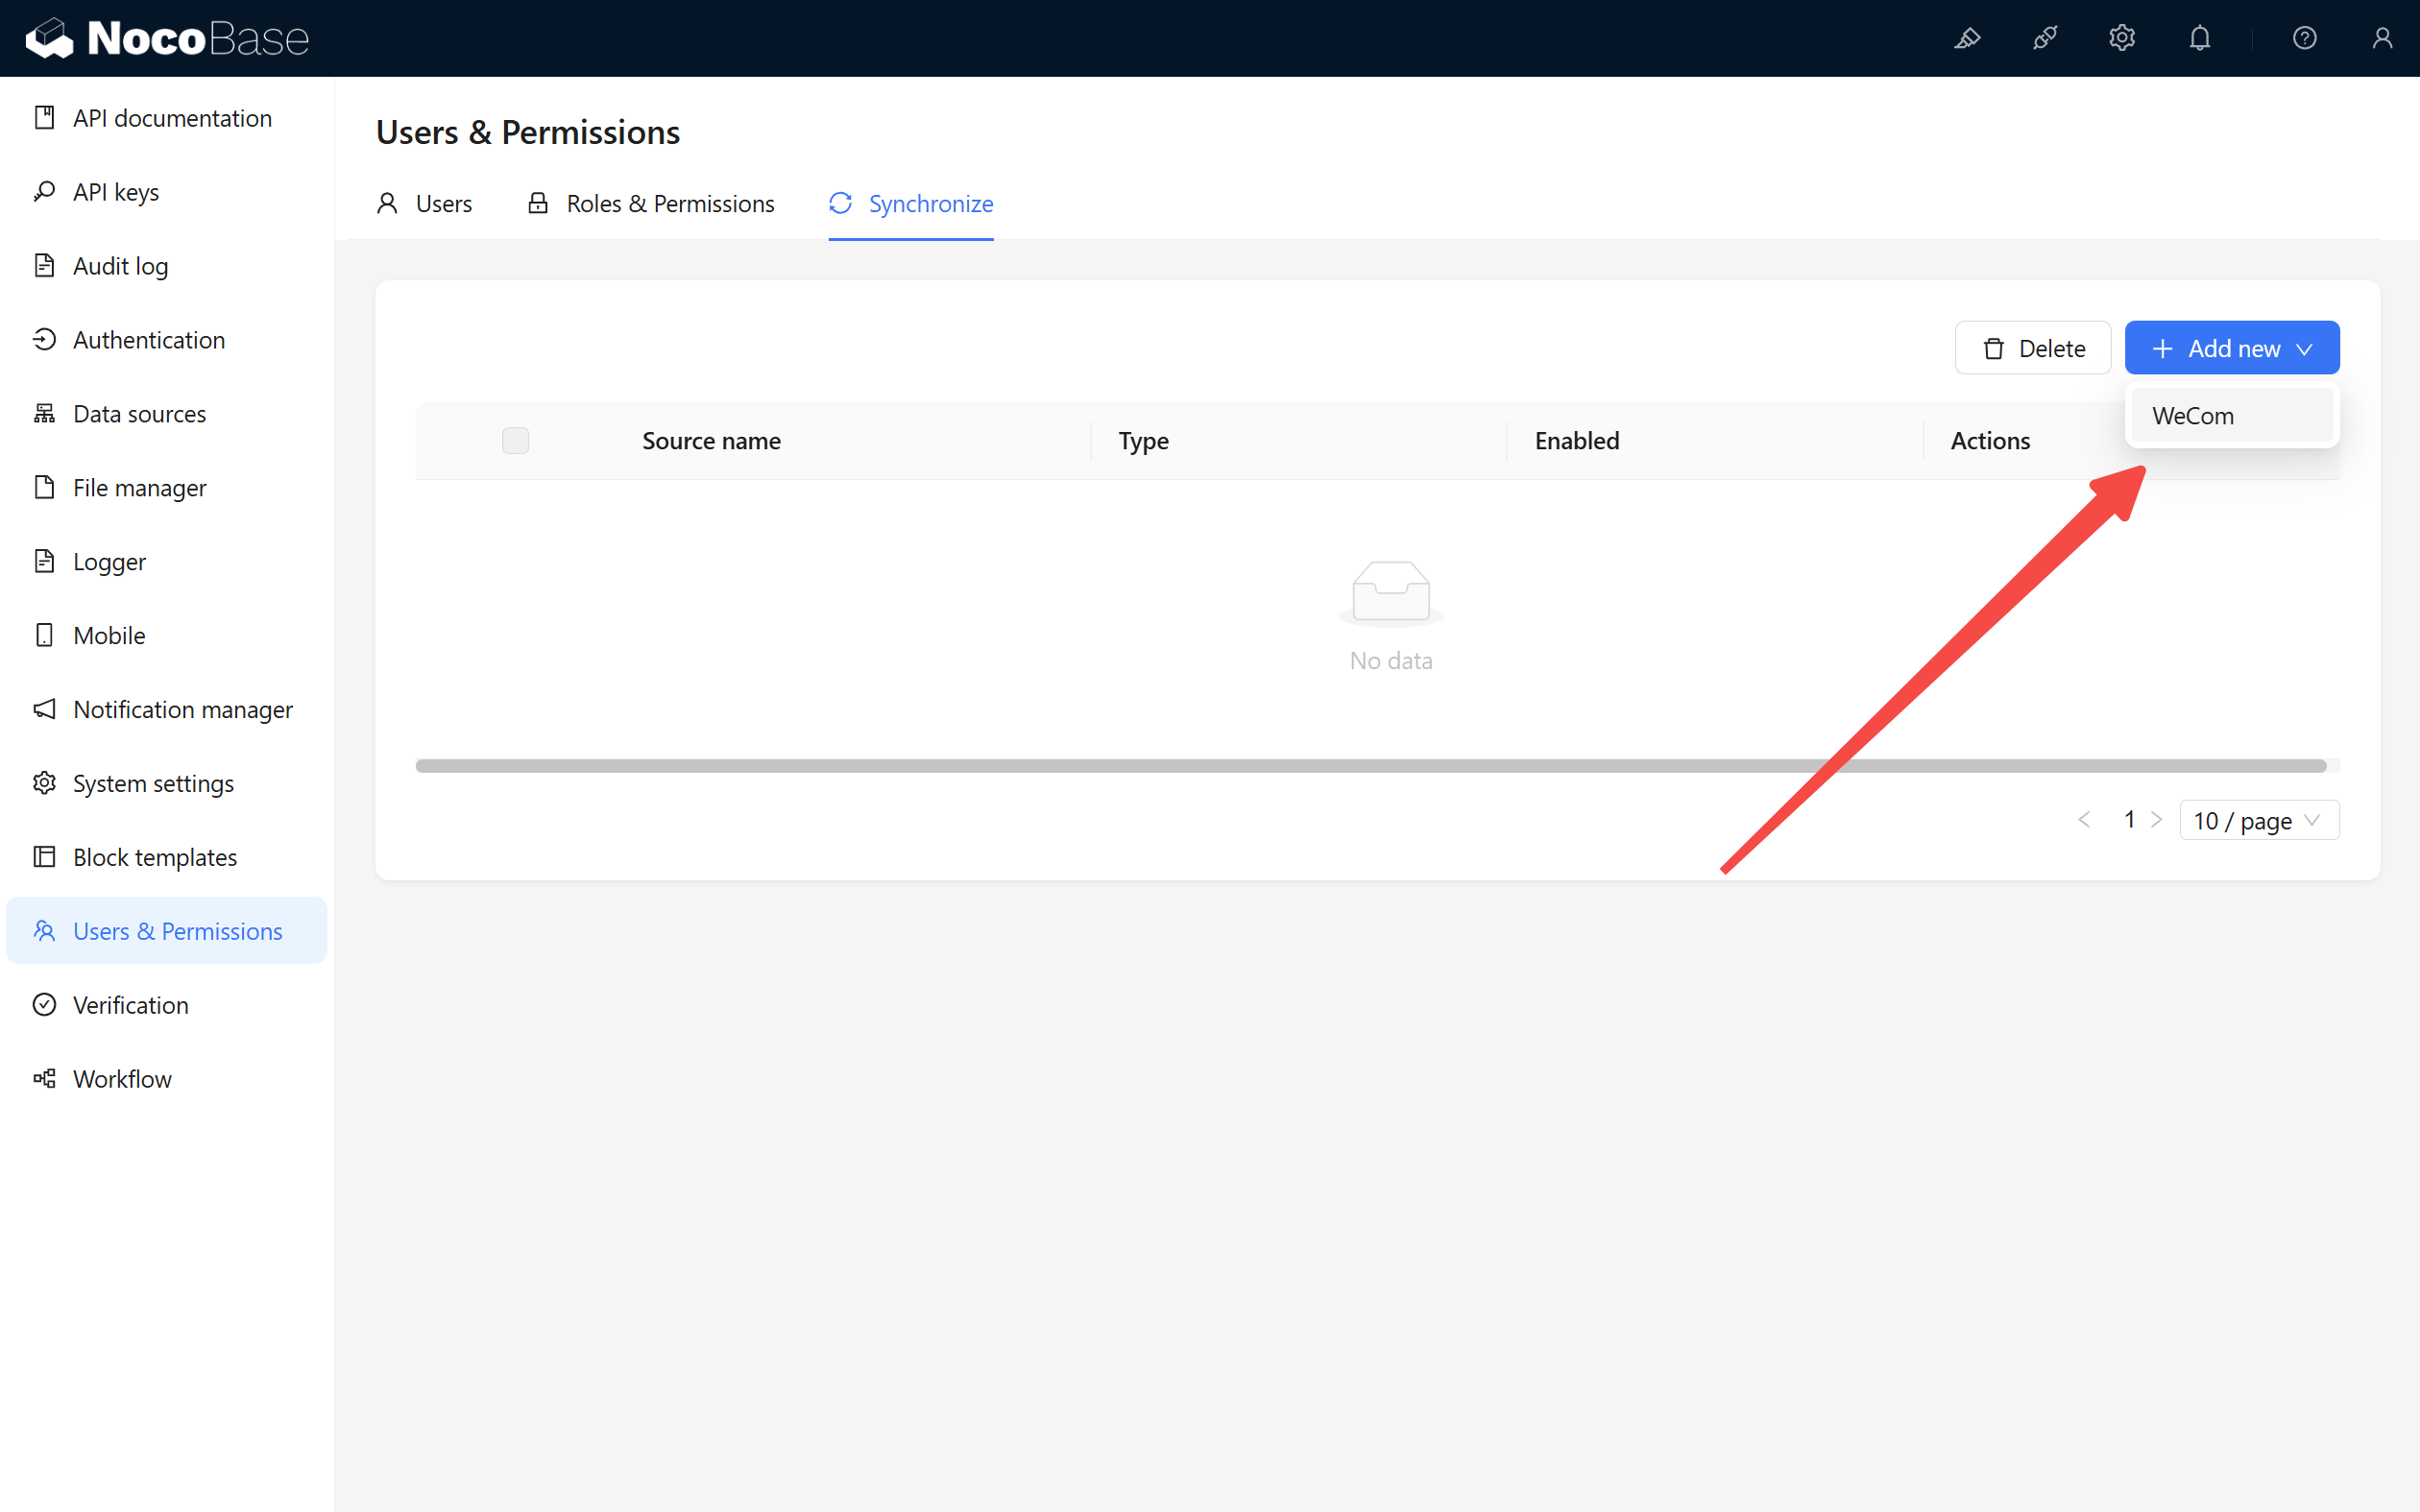 NocoBase
API documentation
API keys
Audit log
Authentication
Data sources
File manager
Logger
Mobile
Notification manager
System settings
Block templates
Users & Permissions
Verification
Workflow
Users & Permissions
Users
Roles & Permissions
Synchronize
Delete
Add new
WeCom
Source name
Type
Enabled
Actions
No data
1
10 / page